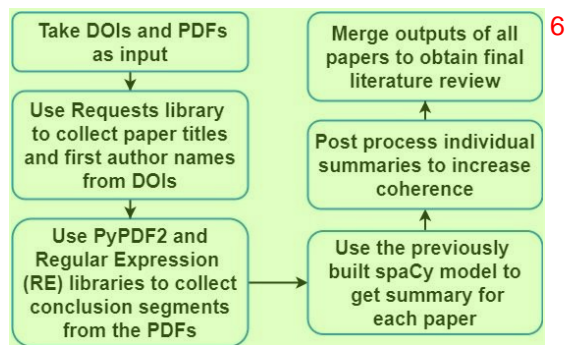 Take DOIs and PDFs
as input
Use Requests library
to collect paper titles
and first author names
from DOIs
Use PyPDF2 and
Regular Expression
(RE) libraries to collect
conclusion segments
from the PDFs
Use the previously
built spaCy model to
get summary for
each paper
Post process individual
summaries to increase
coherence
Merge outputs of all
papers to obtain final
literature review
6